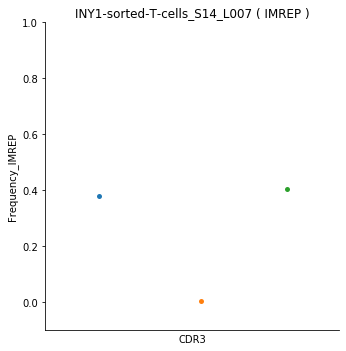 INY1-sorted-T-cells_S14_L007 ( IMREP )
1.0
0.8
0.6
0.4
0.2
0.0
Frequency_IMREP
CDR3